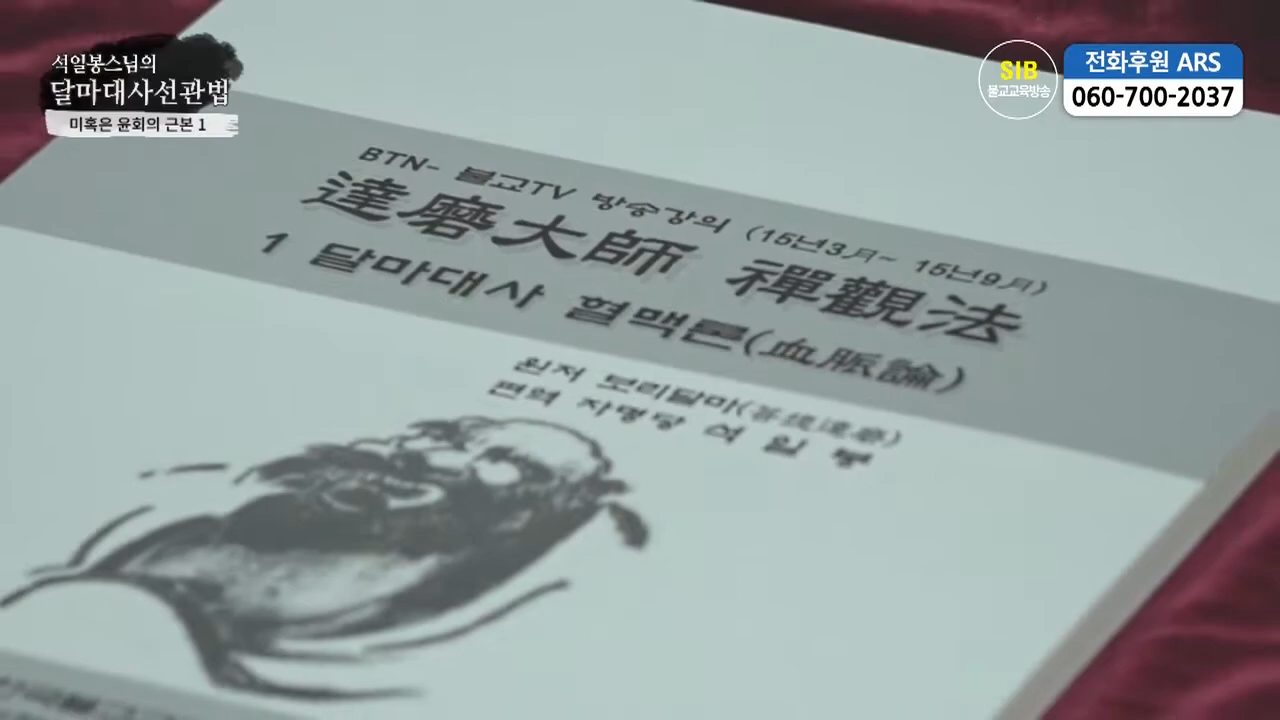 석일봉스님의
달마대사선관법
미혹은 윤회의 근본 1
SIB
불교교육방송
전화후원 ARS
060-700-2037
BTN- 불교TV 방송강의 (15년3月~ 15년9月)
達磨大師 禪觀法
1 달마대사 혈맥론(血脈論)
원저 보리달마(菩提達磨)
편역 자명당 석 일 봉